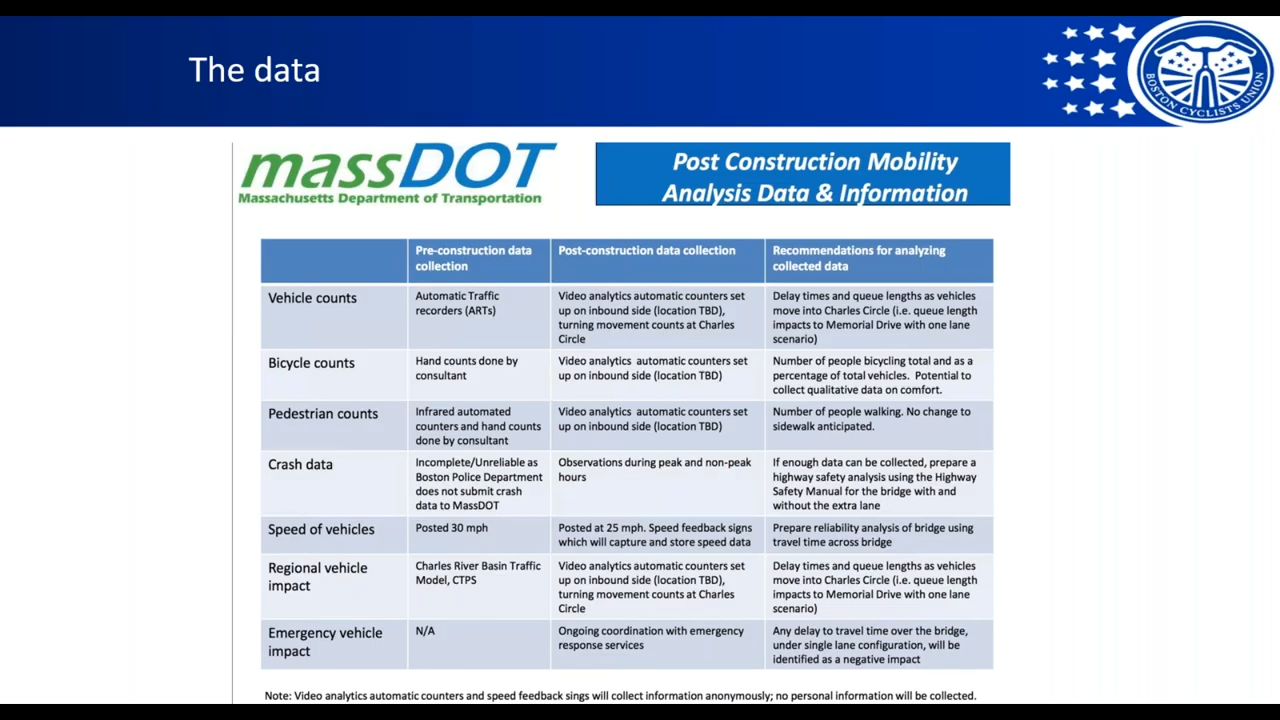 The data
BOSTON CYCLISTS UNION
massDOT
Massachusetts Department of Transportation
Post Construction Mobility
Analysis Data & Information
Pre-construction data
collection
Post-construction data collection
Recommendations for analyzing
collected data
Vehicle counts
Automatic Traffic
recorders (ARTs)
Video analytics automatic counters set
up on inbound side (location TBD),
turning movement counts at Charles
Circle
Delay times and queue lengths as vehicles
move into Charles Circle (i.e. queue length
impacts to Memorial Drive with one lane
scenario)
Bicycle counts
Hand counts done by
consultant
Video analytics automatic counters set
up on inbound side (location TBD)
Number of people bicycling total and as a
percentage of total vehicles. Potential to
collect qualitative data on comfort.
Pedestrian counts
Infrared automated
counters and hand counts
done by consultant
Video analytics automatic counters set
up on inbound side (location TBD)
Number of people walking. No change to
sidewalk anticipated.
Crash data
Incomplete/Unreliable as
Boston Police Department
does not submit crash
data to MassDOT
Observations during peak and non-peak
hours
If enough data can be collected, prepare a
highway safety analysis using the Highway
Safety Manual for the bridge with and
without the extra lane
Speed of vehicles
Posted 30 mph
Posted at 25 mph. Speed feedback signs
which will capture and store speed data
Prepare reliability analysis of bridge using
travel time across bridge
Regional vehicle
impact
Charles River Basin Traffic
Model, CTPS
Video analytics automatic counters set
up on inbound side (location TBD),
turning movement counts at Charles
Circle
Delay times and queue lengths as vehicles
move into Charles Circle (i.e. queue length
impacts to Memorial Drive with one lane
scenario)
Emergency vehicle
impact
N/A
Ongoing coordination with emergency
response services
Any delay to travel time over the bridge,
under single lane configuration, will be
identified as a negative impact
Note: Video analytics automatic counters and speed feedback sings will collect information anonymously; no personal information will be collected.